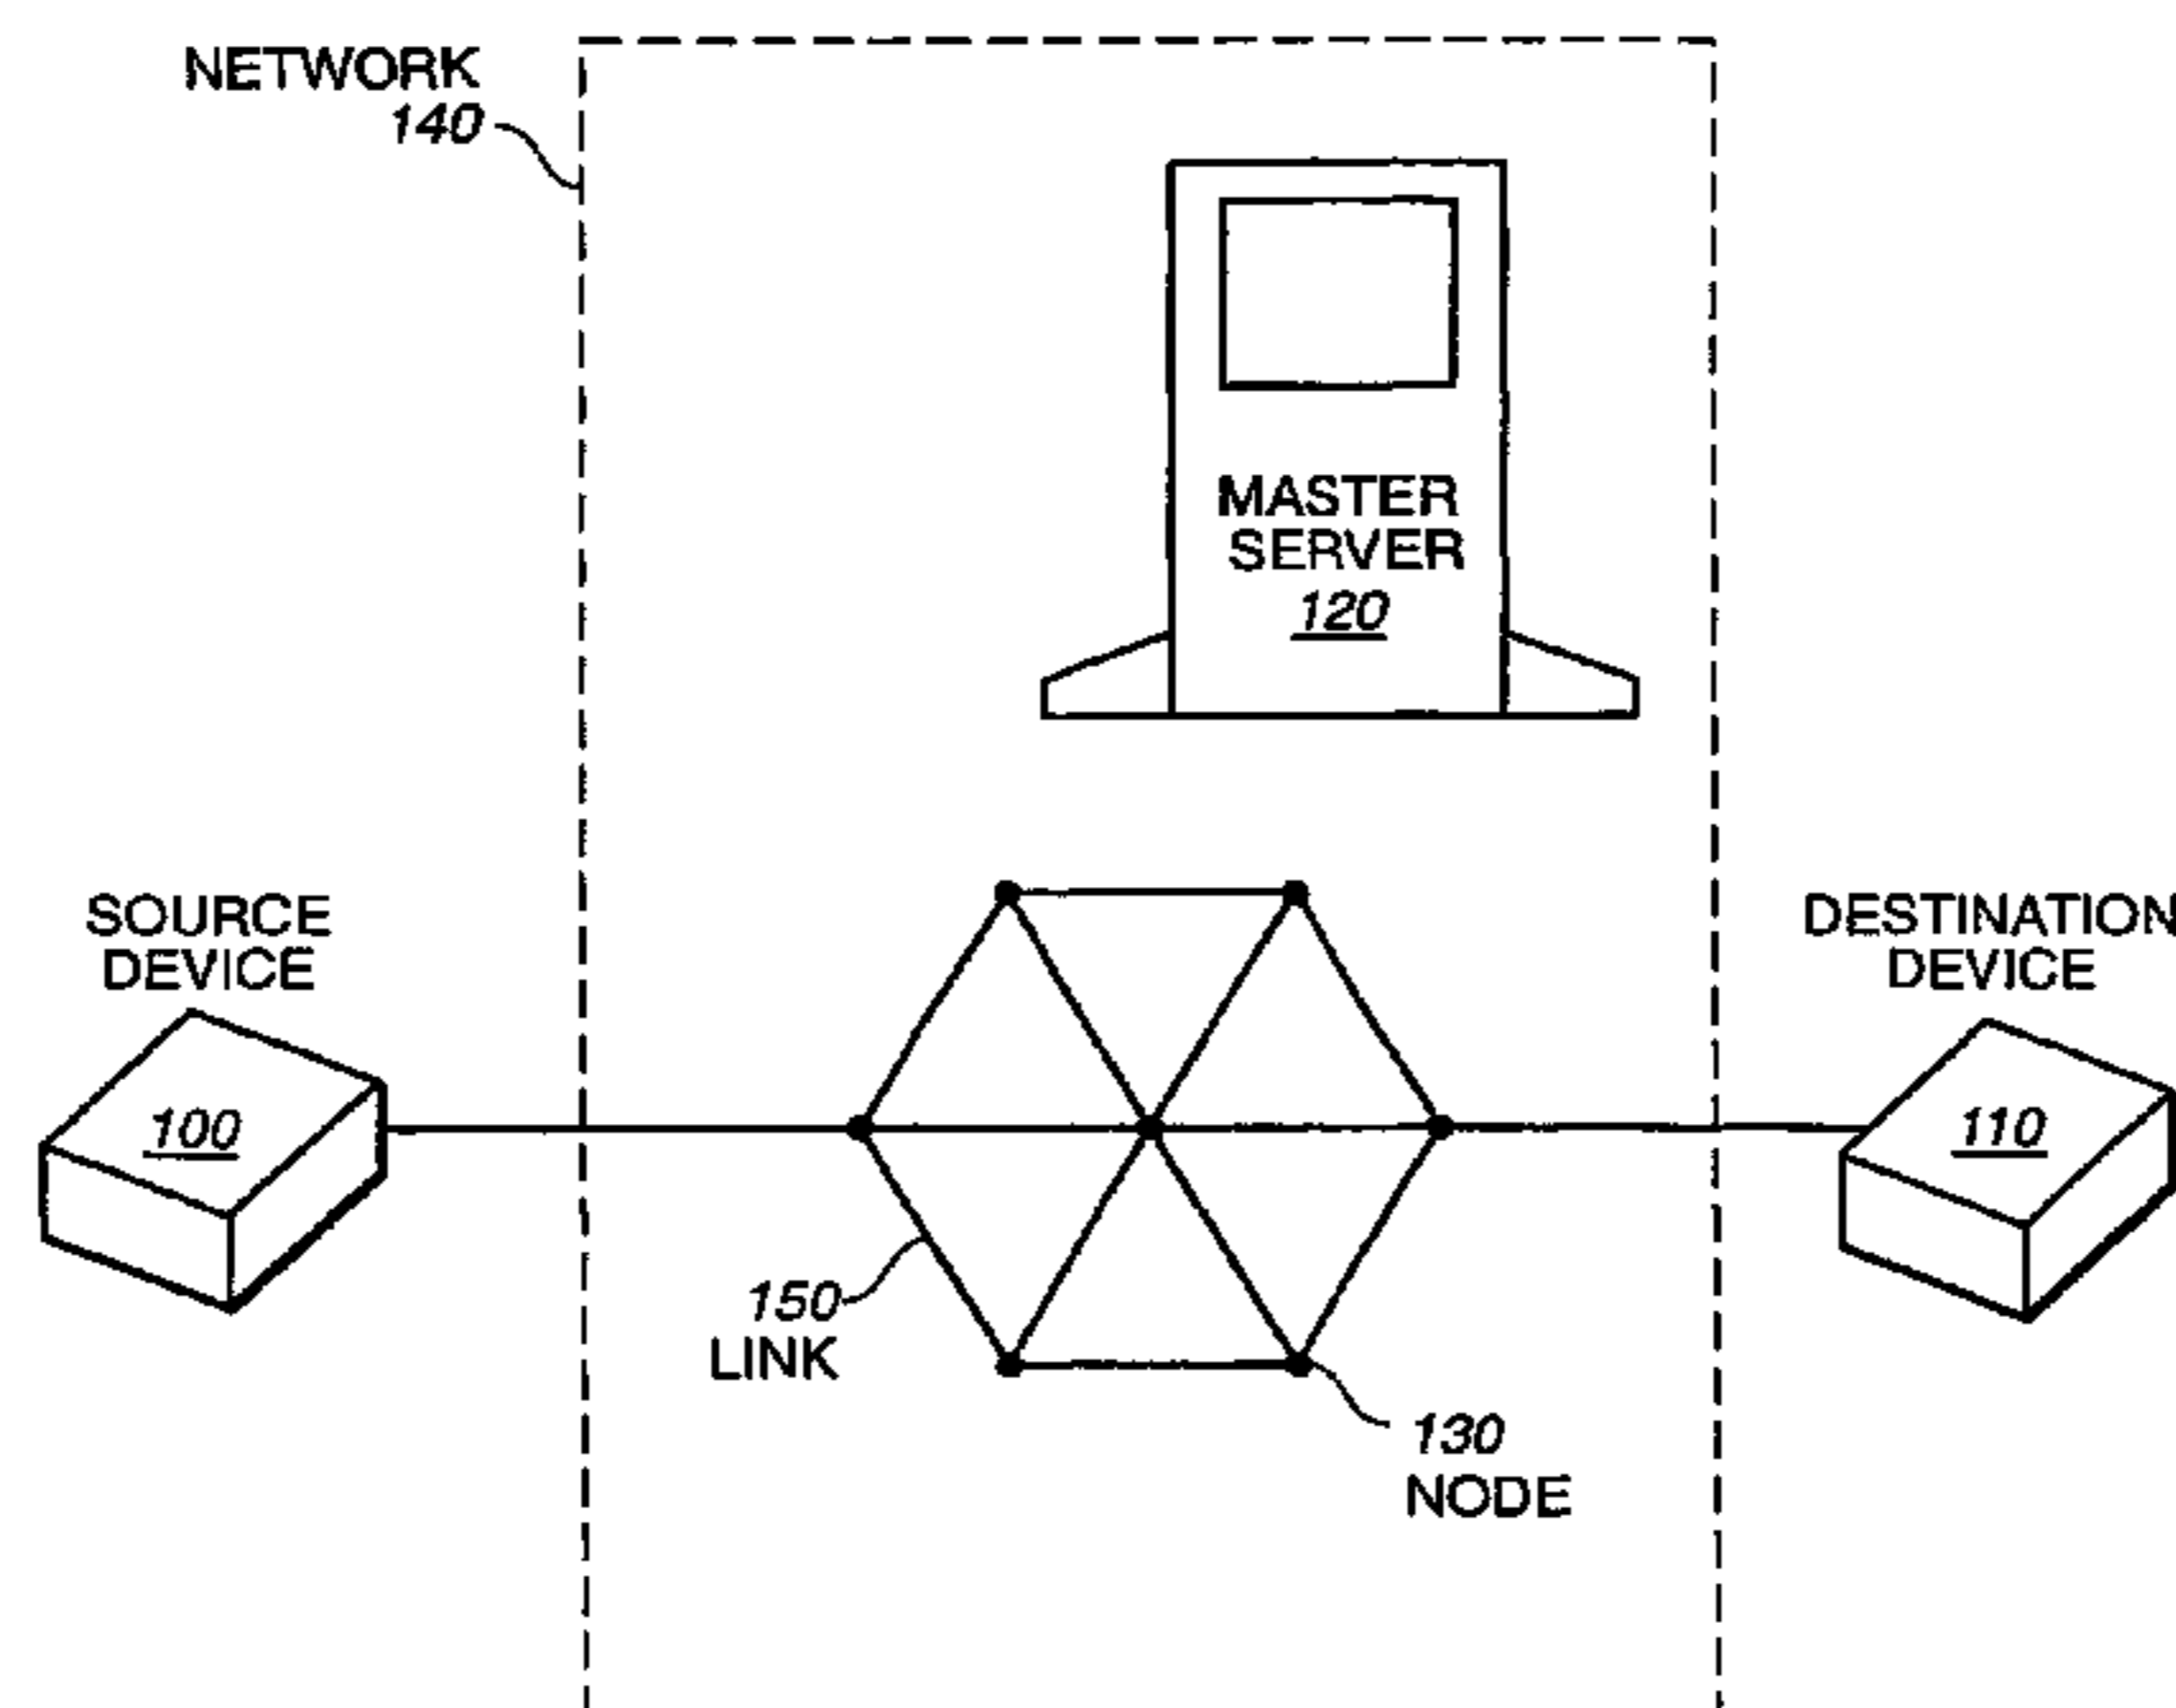 NETWORK
140
MASTER
SERVER
120
SOURCE
DEVICE
100
DESTINATION
DEVICE
110
150
LINK
130
NODE